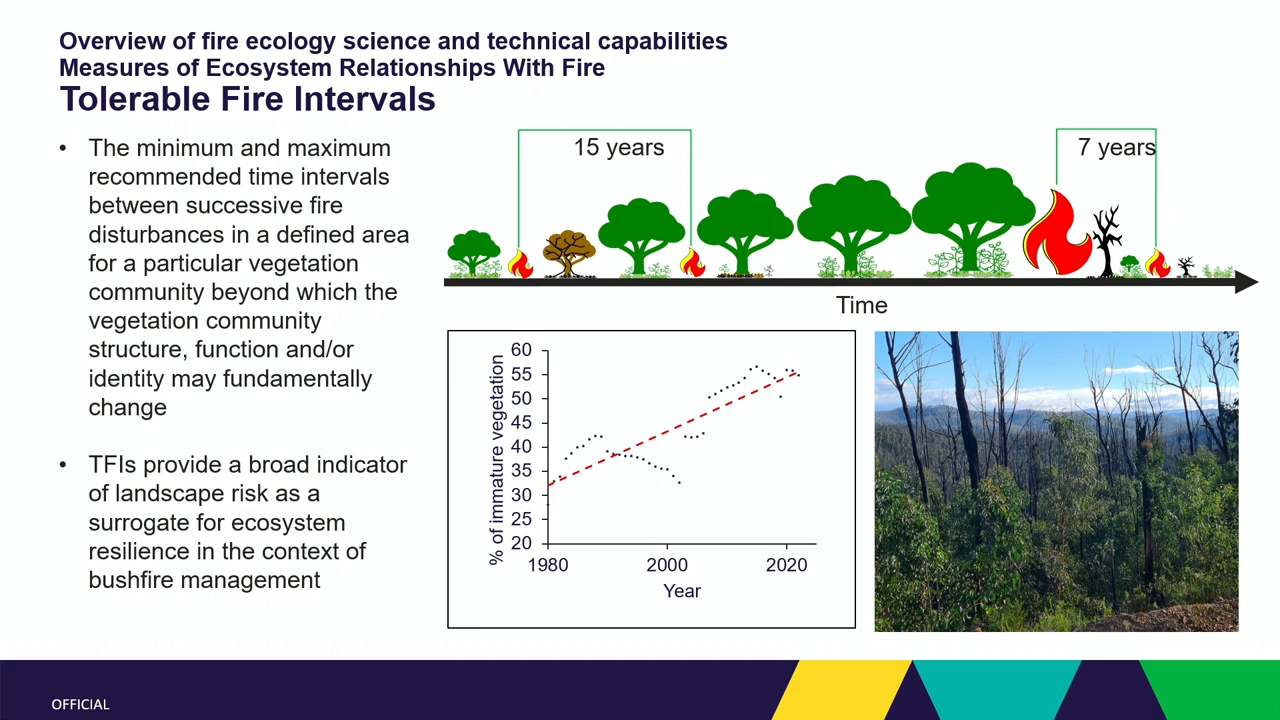 Overview of fire ecology science and technical capabilities
Measures of Ecosystem Relationships With Fire
Tolerable Fire Intervals
• The minimum and maximum
recommended time intervals
between successive fire
disturbances in a defined area
for a particular vegetation
community beyond which the
vegetation community
structure, function and/or
identity may fundamentally
change
• TFIs provide a broad indicator
of landscape risk as a
surrogate for ecosystem
resilience in the context of
bushfire management
15 years
7 years
Time
% of immature vegetation
60
55
50
45
40
35
30
25
20
1980 2000 2020
Year
OFFICIAL